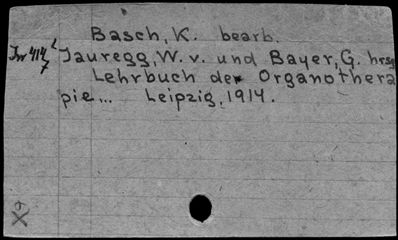 Basch, K. bearb.
Jauregg, W. v. und Bayer, G. hrsg
Lehrbuch der Organothera
pie... Leipzig, 1914.